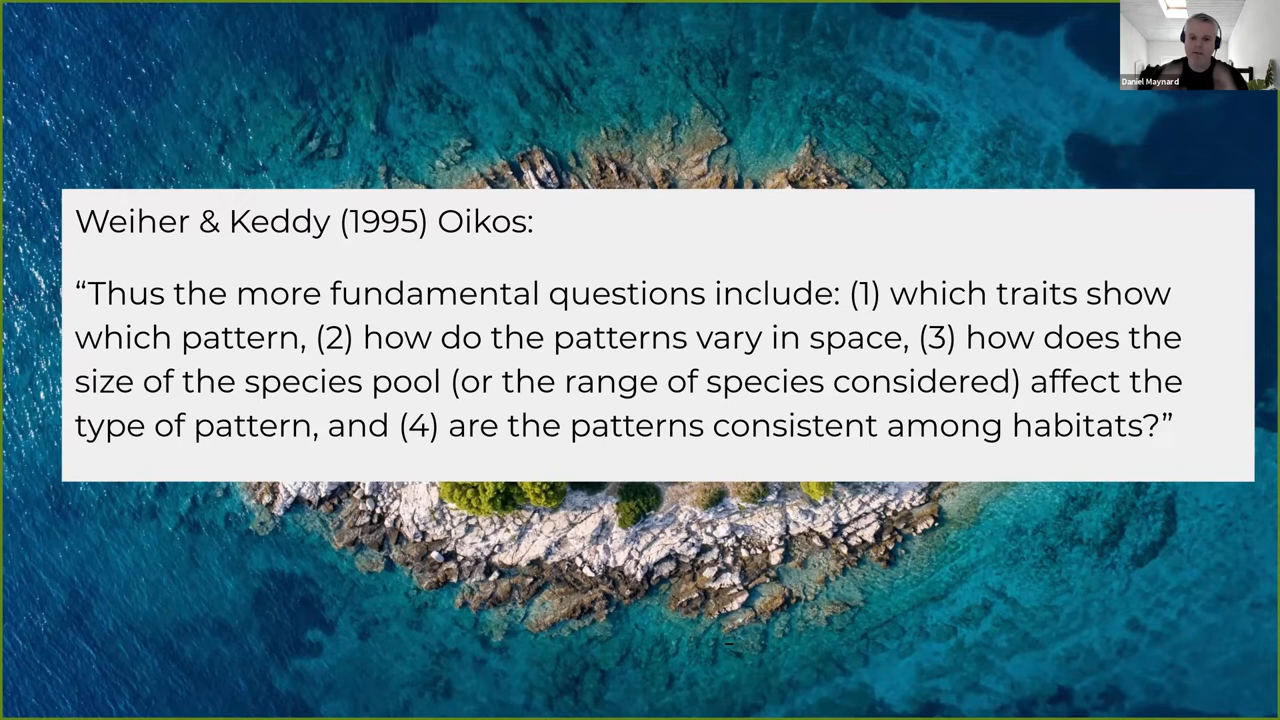 Daniel Maynard
Weiher & Keddy (1995) Oikos:
“Thus the more fundamental questions include: (1) which traits show
which pattern, (2) how do the patterns vary in space, (3) how does the
size of the species pool (or the range of species considered) affect the
type of pattern, and (4) are the patterns consistent among habitats?”